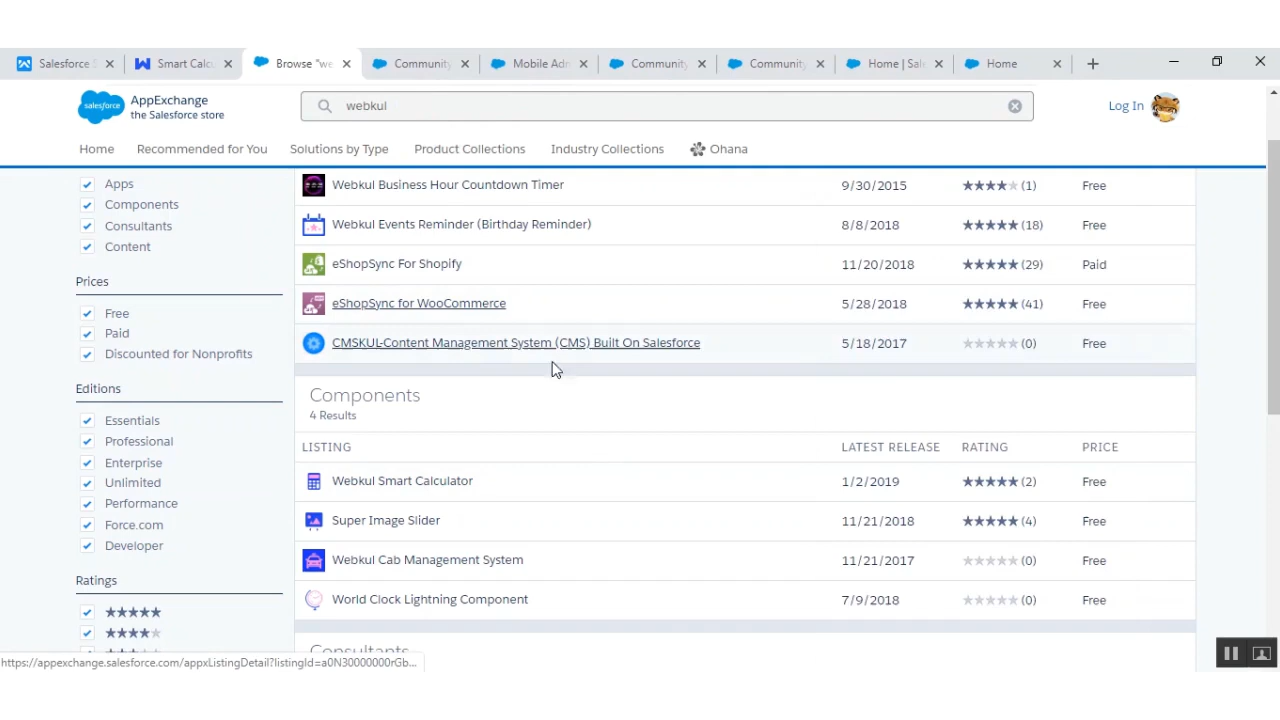 Salesforce
Smart Calcu
Browse "we
Community
Mobile Adm
Community
Community
Home | Sale
Home
salesforce
AppExchange
the Salesforce store
webkul
Log In
Home
Recommended for You
Solutions by Type
Product Collections
Industry Collections
Ohana
Apps
Components
Consultants
Content
Prices
Free
Paid
Discounted for Nonprofits
Editions
Essentials
Professional
Enterprise
Unlimited
Performance
Force.com
Developer
Ratings
Webkul Business Hour Countdown Timer 9/30/2015 (1) Free
Webkul Events Reminder (Birthday Reminder) 8/8/2018 (18) Free
eShopSync For Shopify 11/20/2018 (29) Paid
eShopSync for WooCommerce 5/28/2018 (41) Free
CMSKUL-Content Management System (CMS) Built On Salesforce 5/18/2017 (0) Free
Components
4 Results
LISTING LATEST RELEASE RATING PRICE
Webkul Smart Calculator 1/2/2019 (2) Free
Super Image Slider 11/21/2018 (4) Free
Webkul Cab Management System 11/21/2017 (0) Free
World Clock Lightning Component 7/9/2018 (0) Free
Consultants
https://appexchange.salesforce.com/appxListingDetail?listingId=a0N30000000rGb...